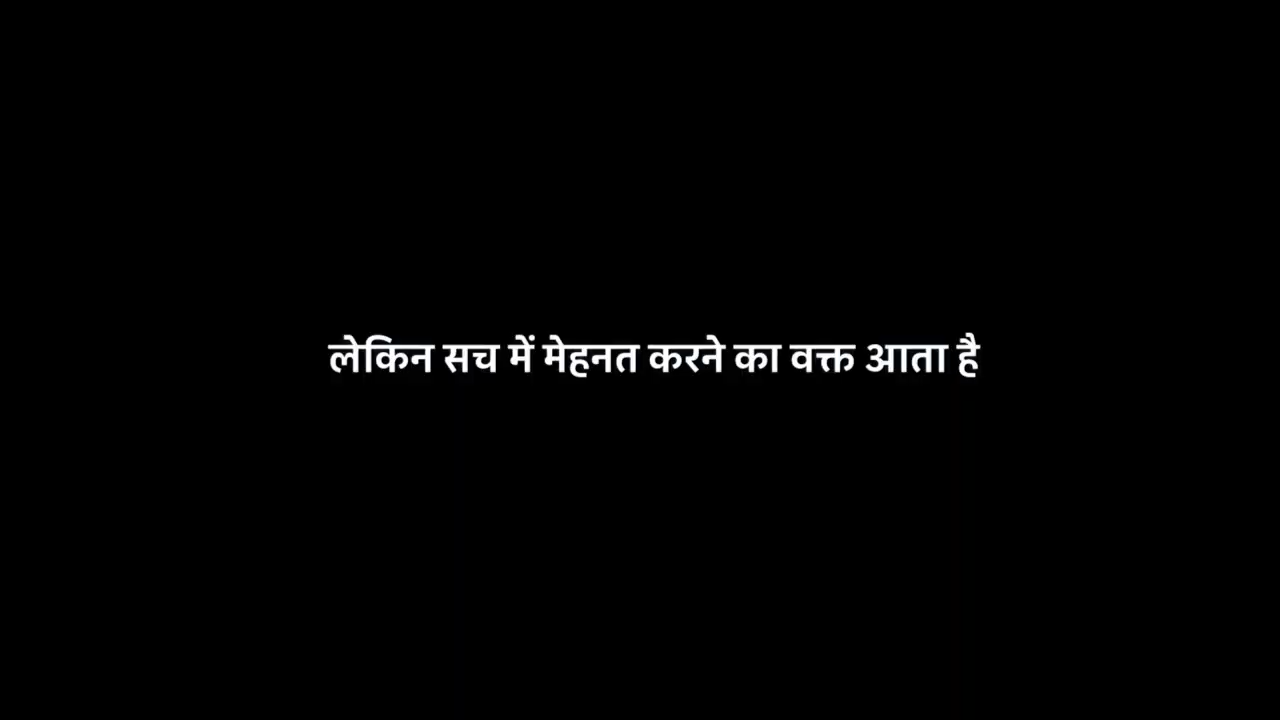 लेकिन सच में मेहनत करने का वक्त आता है